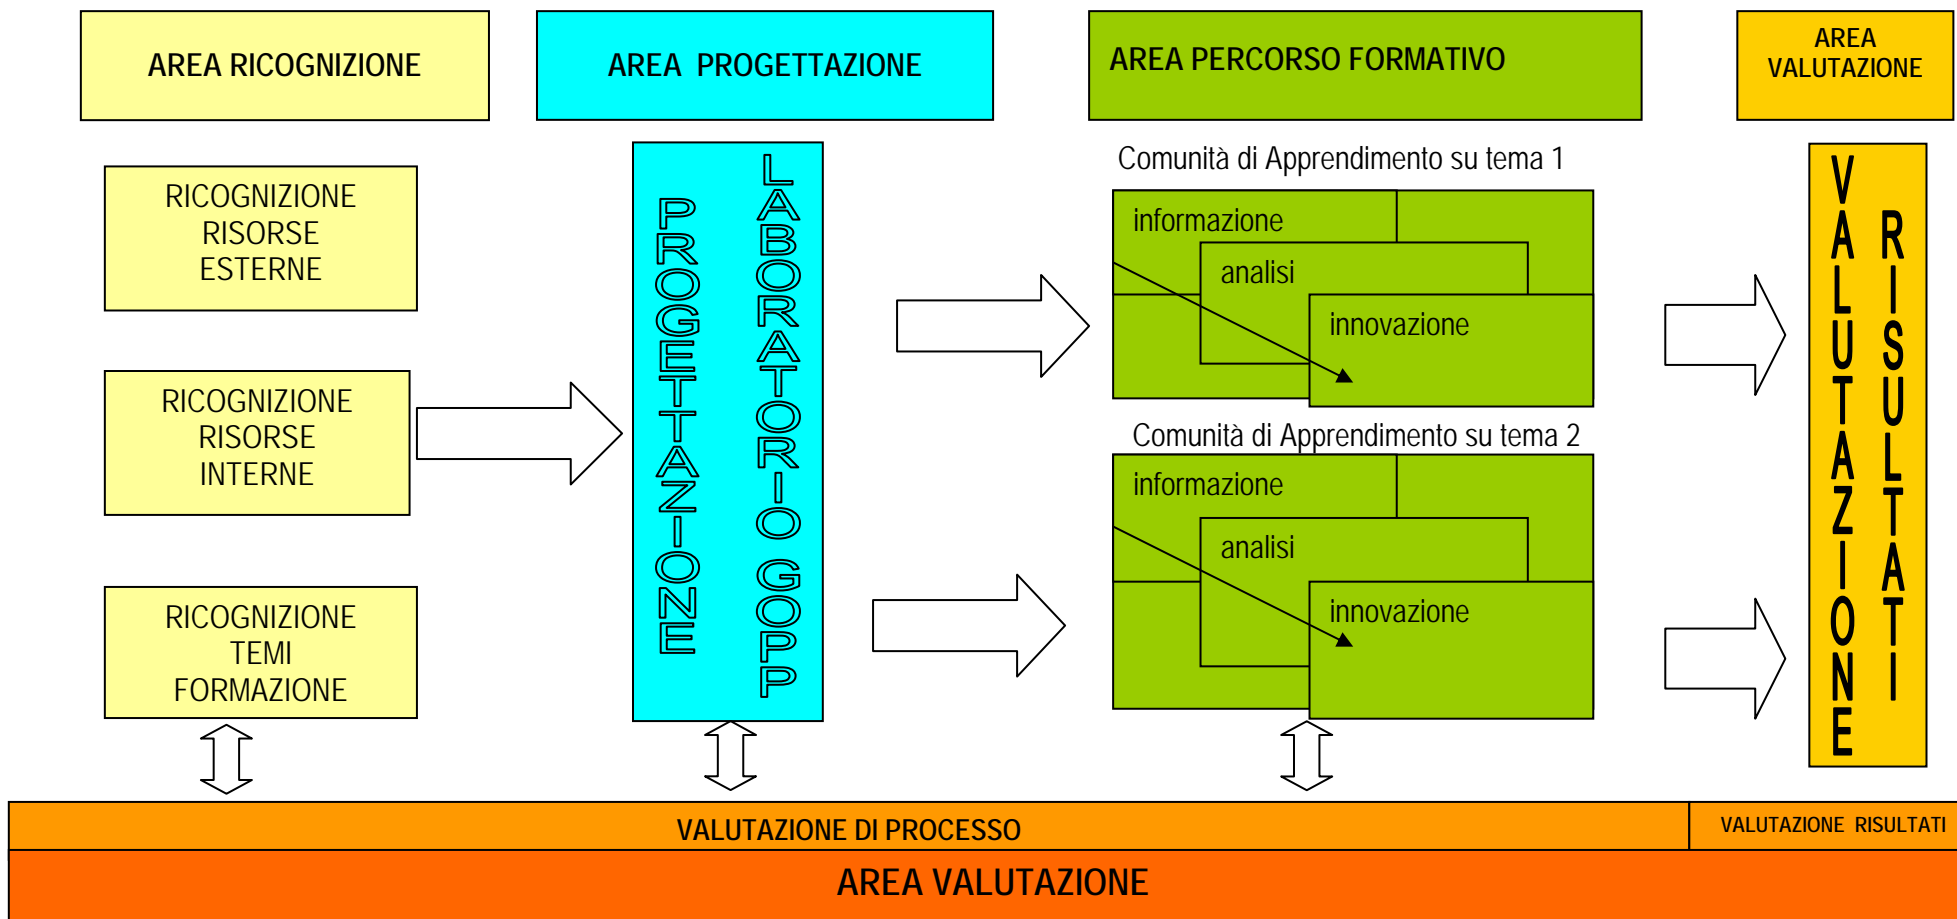 AREA RICOGNIZIONE
AREA PROGETTAZIONE
AREA PERCORSO FORMATIVO
AREA
VALUTAZIONE
RICOGNIZIONE
RISORSE
ESTERNE
RICOGNIZIONE
RISORSE
INTERNE
RICOGNIZIONE
TEMI
FORMAZIONE
PROGETTAZIONE
LABORATORIO GOPP
Comunità di Apprendimento su tema 1
informazione
analisi
innovazione
Comunità di Apprendimento su tema 2
informazione
analisi
innovazione
VALUTAZIONE
RISULTATI
VALUTAZIONE DI PROCESSO
VALUTAZIONE RISULTATI
AREA VALUTAZIONE